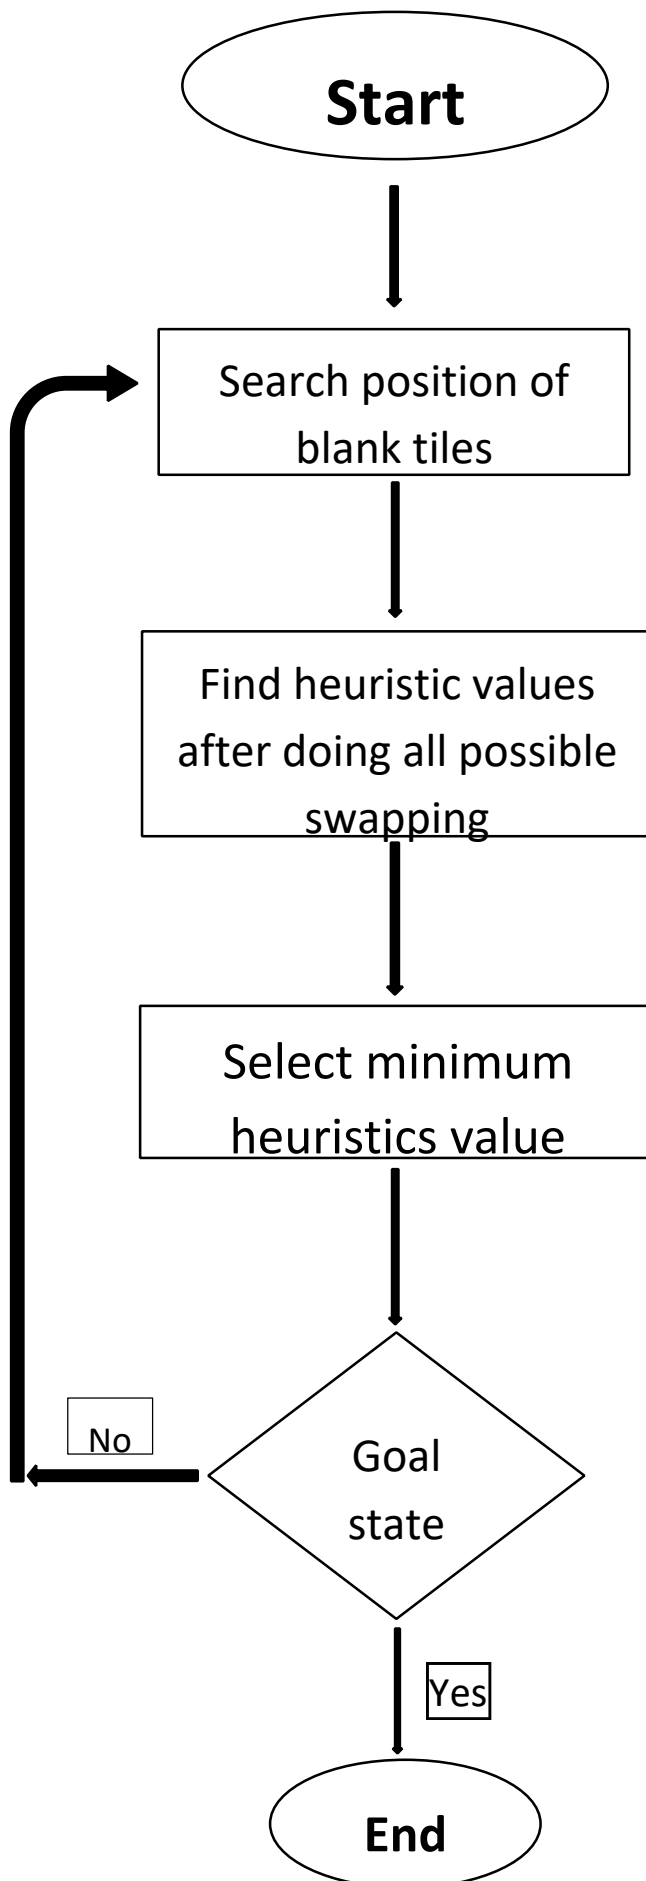 Start
Search position of
blank tiles
Find heuristic values
after doing all possible
swapping
Select minimum
heuristics value
No
Goal
state
Yes
End